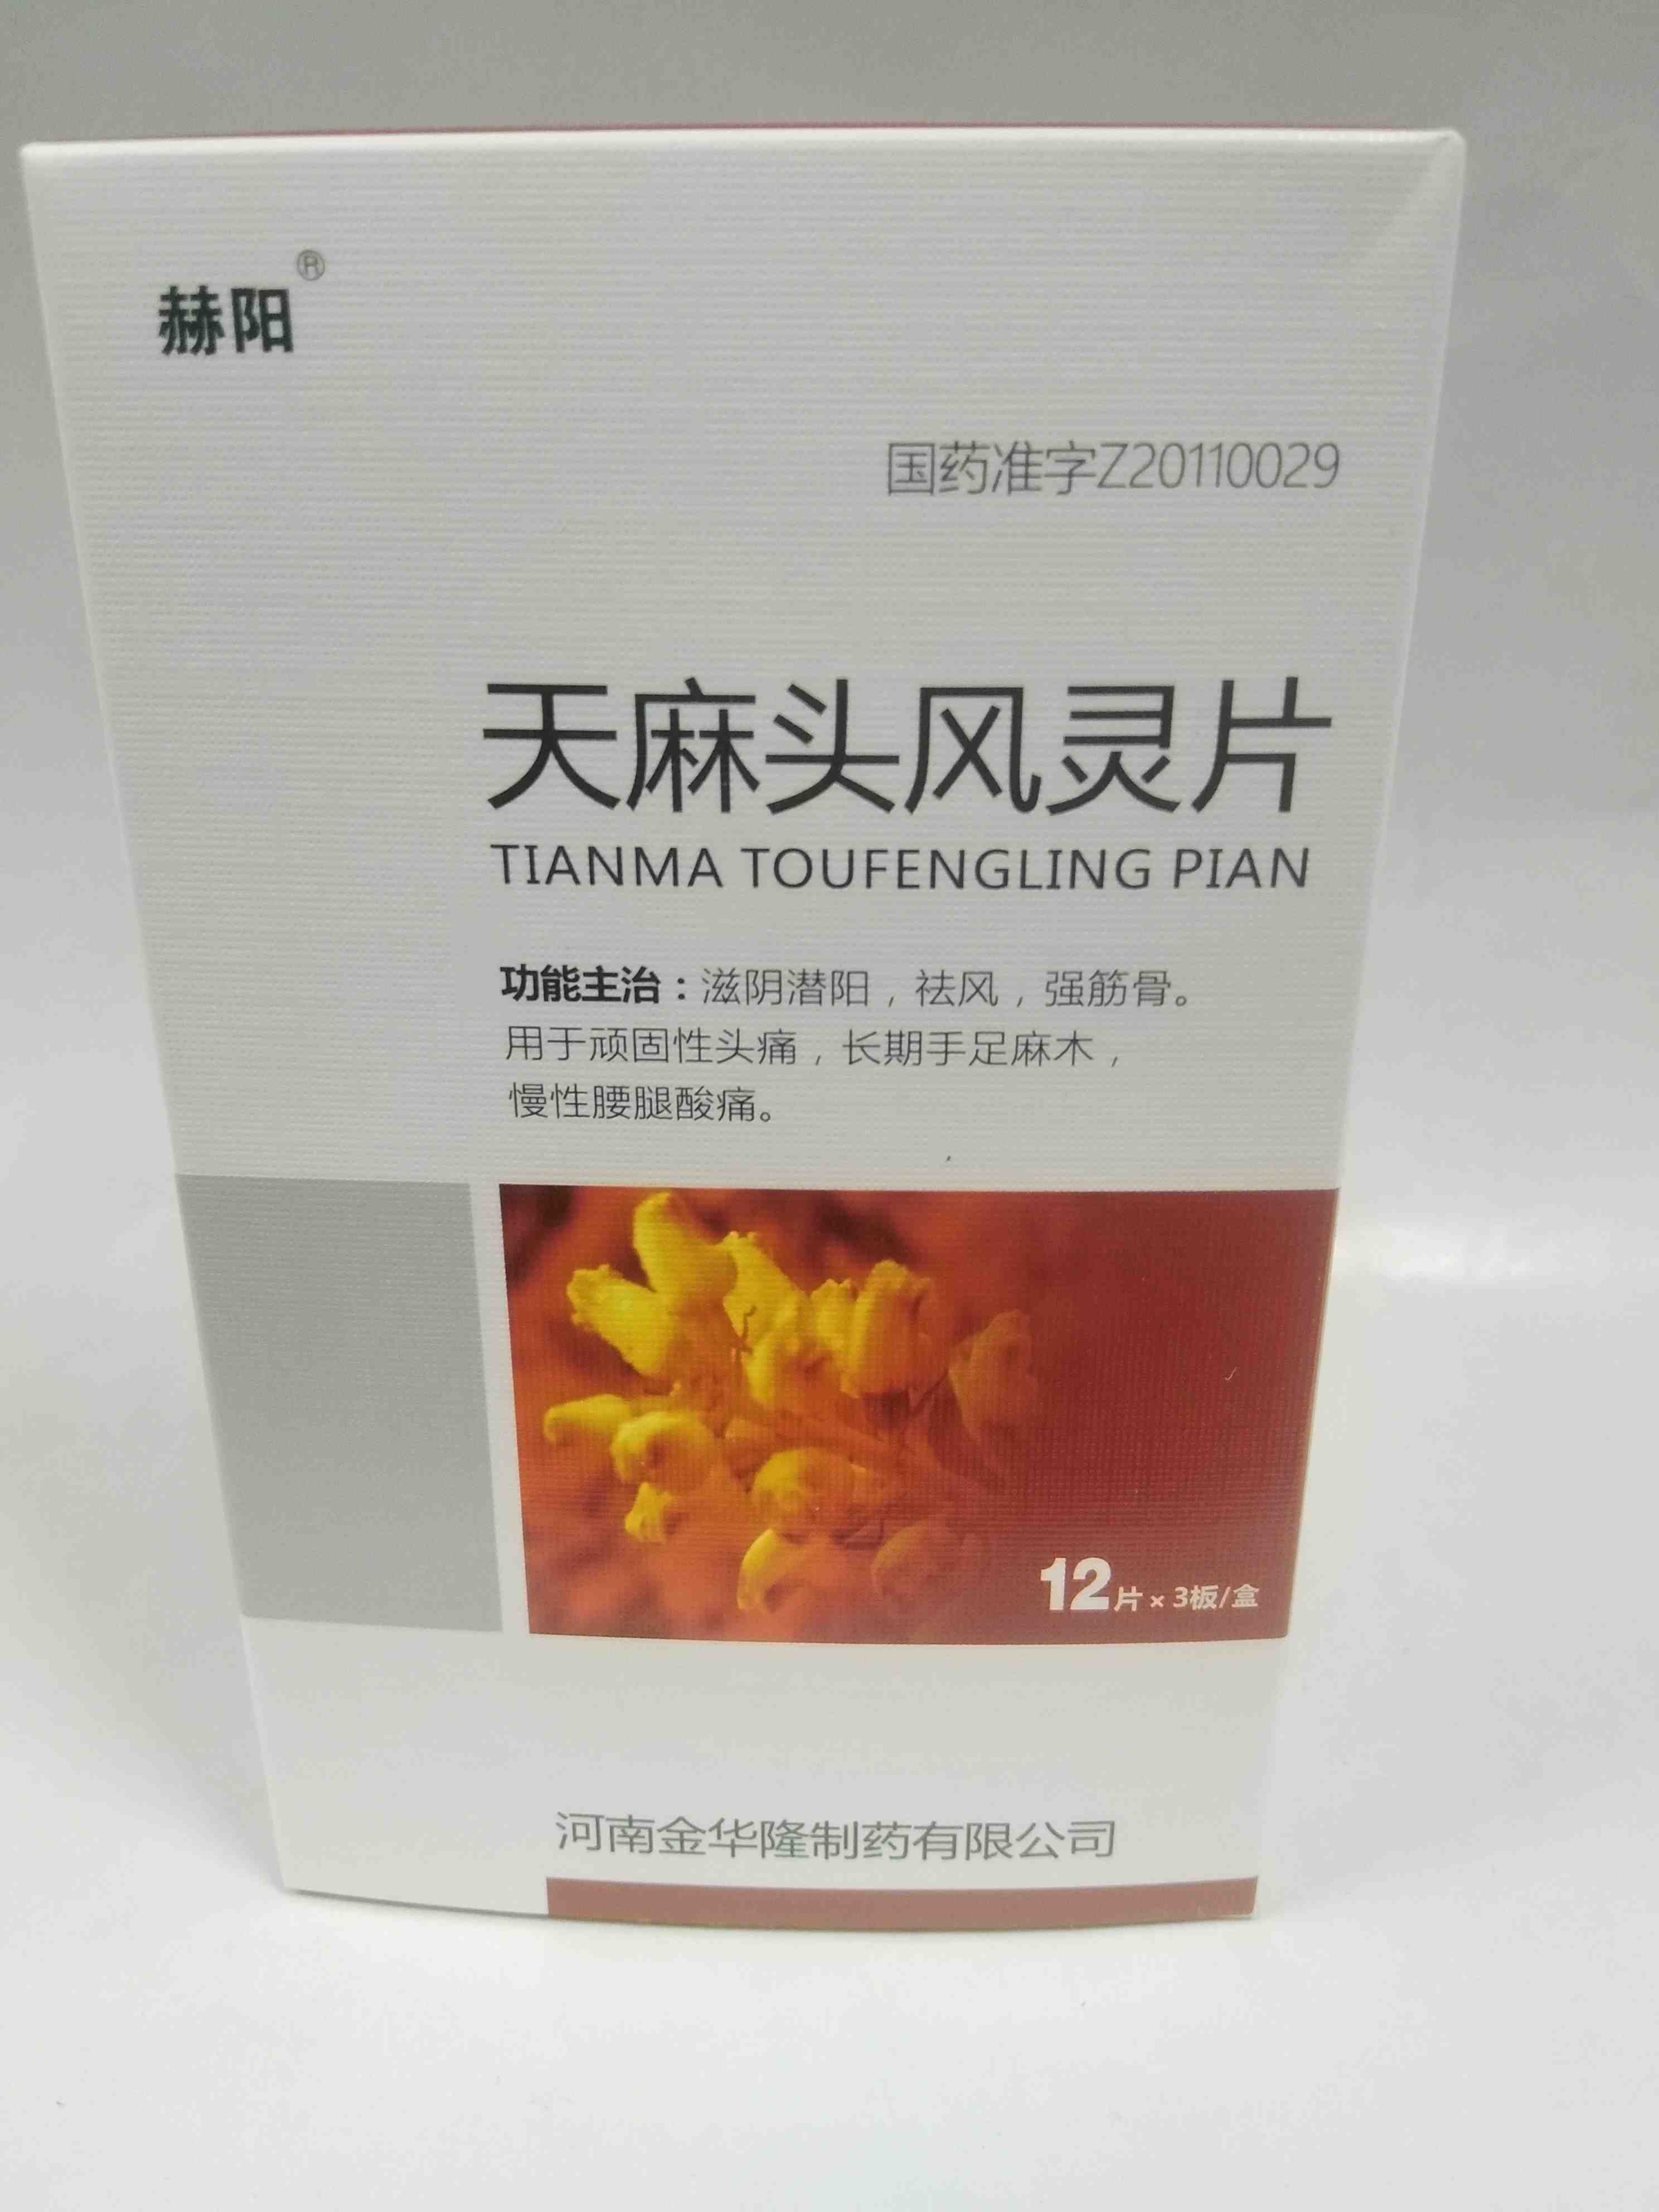 赫阳®
国药准字Z20110029
天麻头风灵片
TIANMA TOUFENGLING PIAN
功能主治：滋阴潜阳，祛风，强筋骨。
用于顽固性头痛，长期手足麻木，
慢性腰腿酸痛。
12片×3板/盒
河南金华隆制药有限公司